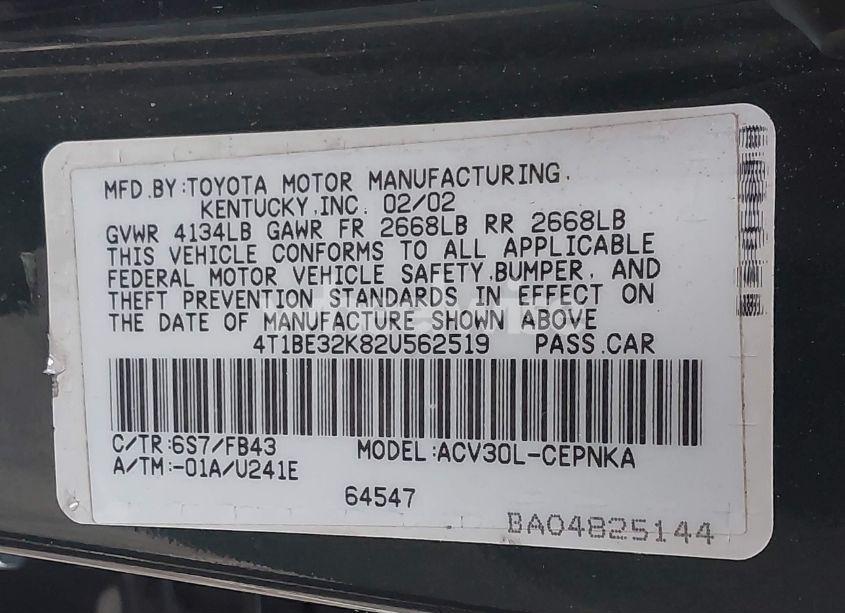 MFD.BY:TOYOTA MOTOR MANUFACTURING,
KENTUCKY,INC. 02/02
GVWR 4134LB GAWR FR 2668LB RR 2668LB
THIS VEHICLE CONFORMS TO ALL APPLICABLE
FEDERAL MOTOR VEHICLE SAFETY,BUMPER, AND
THEFT PREVENTION STANDARDS IN EFFECT ON
THE DATE OF MANUFACTURE SHOWN ABOVE
4T1BE32K82U562519 PASS.CAR
C/TR:6S7/FB43 MODEL:ACV30L-CEPNKA
A/TM:-01A/U241E
64547
BA04825144